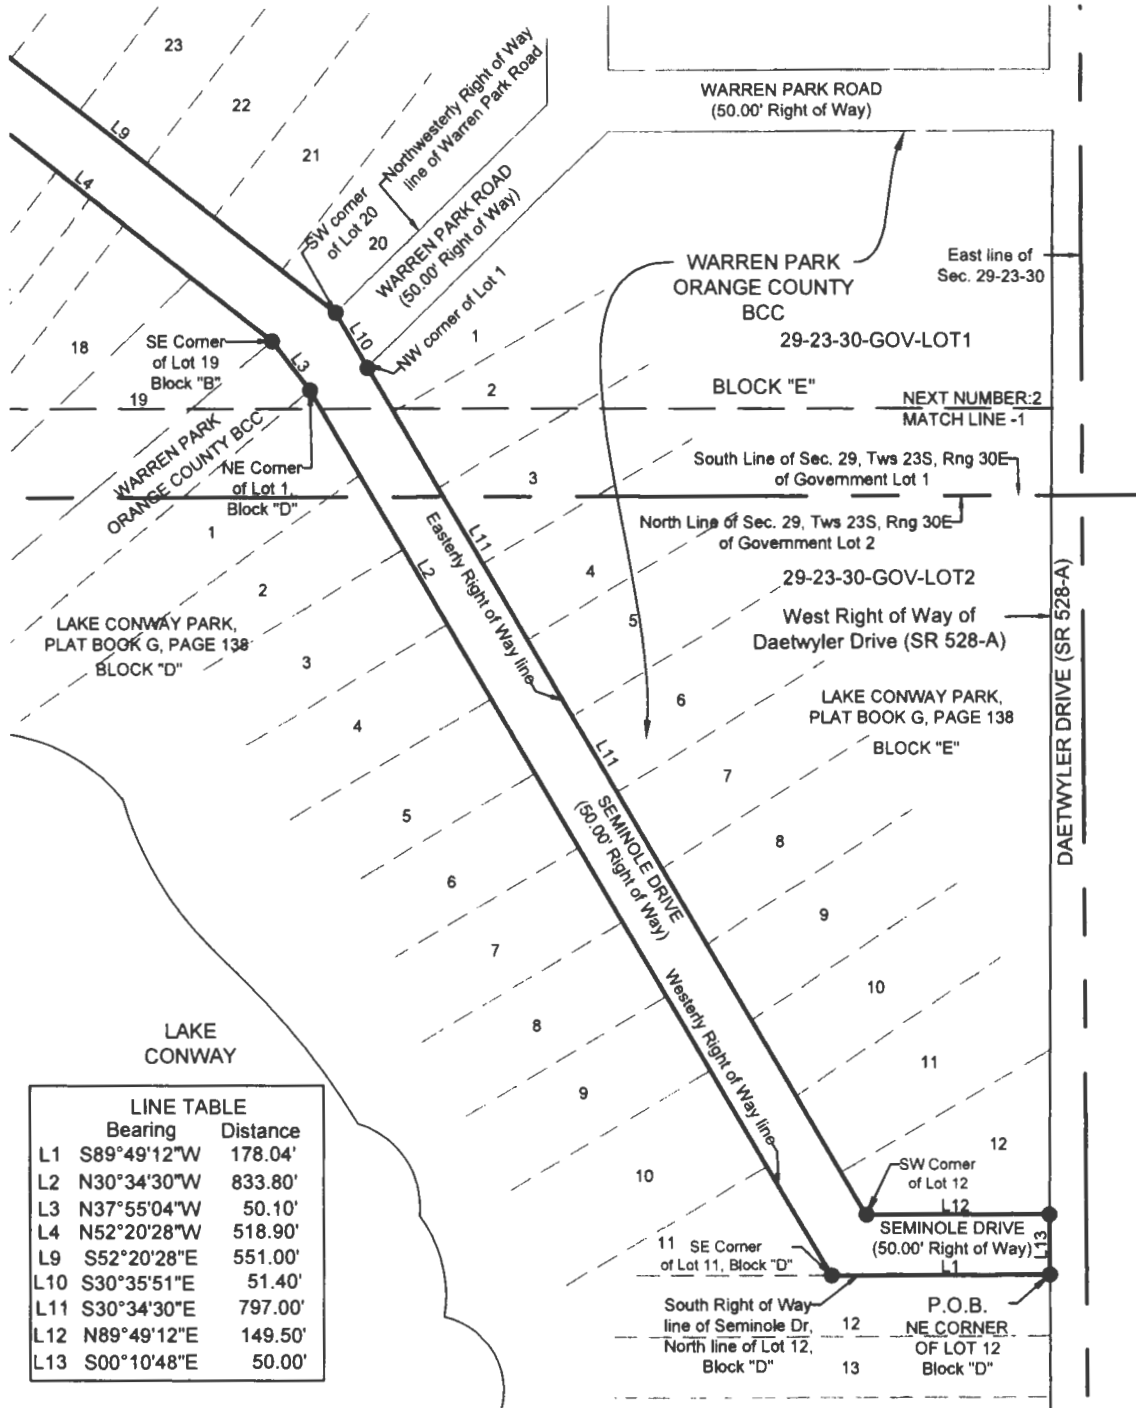 23
22
21
20
L9
L4
Northwesterly Right of Way
line of Warren Park Road
SW corner
of Lot 20
WARREN PARK ROAD
(50.00' Right of Way)
WARREN PARK ROAD
(50.00' Right of Way)
East line of
Sec. 29-23-30
WARREN PARK
ORANGE COUNTY
BCC
29-23-30-GOV-LOT1
BLOCK "E"
NEXT NUMBER:2
MATCH LINE -1
L10
NW corner of Lot 1
1
2
3
18
19
SE Corner
of Lot 19
Block "B"
L3
WARREN PARK
ORANGE COUNTY BCC
NE Corner
of Lot 1,
Block "D"
South Line of Sec. 29, Tws 23S, Rng 30E
of Government Lot 1
North Line of Sec. 29, Tws 23S, Rng 30E
of Government Lot 2
29-23-30-GOV-LOT2
West Right of Way of
Daetwyler Drive (SR 528-A)
DAETWYLER DRIVE (SR 528-A)
LAKE CONWAY PARK,
PLAT BOOK G, PAGE 138
BLOCK "E"
Easterly Right of Way line
L11
L2
L11
SEMINOLE DRIVE
(50.00' Right of Way)
Westerly Right of Way line
4
5
6
7
8
9
10
11
12
1
2
3
4
5
6
7
8
9
10
11
LAKE CONWAY PARK,
PLAT BOOK G, PAGE 138
BLOCK "D"
LAKE
CONWAY
SW Corner
of Lot 12
L12
SEMINOLE DRIVE
(50.00' Right of Way)
L13
L1
SE Corner
of Lot 11, Block "D"
South Right of Way
line of Seminole Dr,
North line of Lot 12,
Block "D"
12
13
P.O.B.
NE CORNER
OF LOT 12
Block "D"
LINE TABLE
Bearing Distance
L1 S89°49'12"W 178.04'
L2 N30°34'30"W 833.80'
L3 N37°55'04"W 50.10'
L4 N52°20'28"W 518.90'
L9 S52°20'28"E 551.00'
L10 S30°35'51"E 51.40'
L11 S30°34'30"E 797.00'
L12 N89°49'12"E 149.50'
L13 S00°10'48"E 50.00'